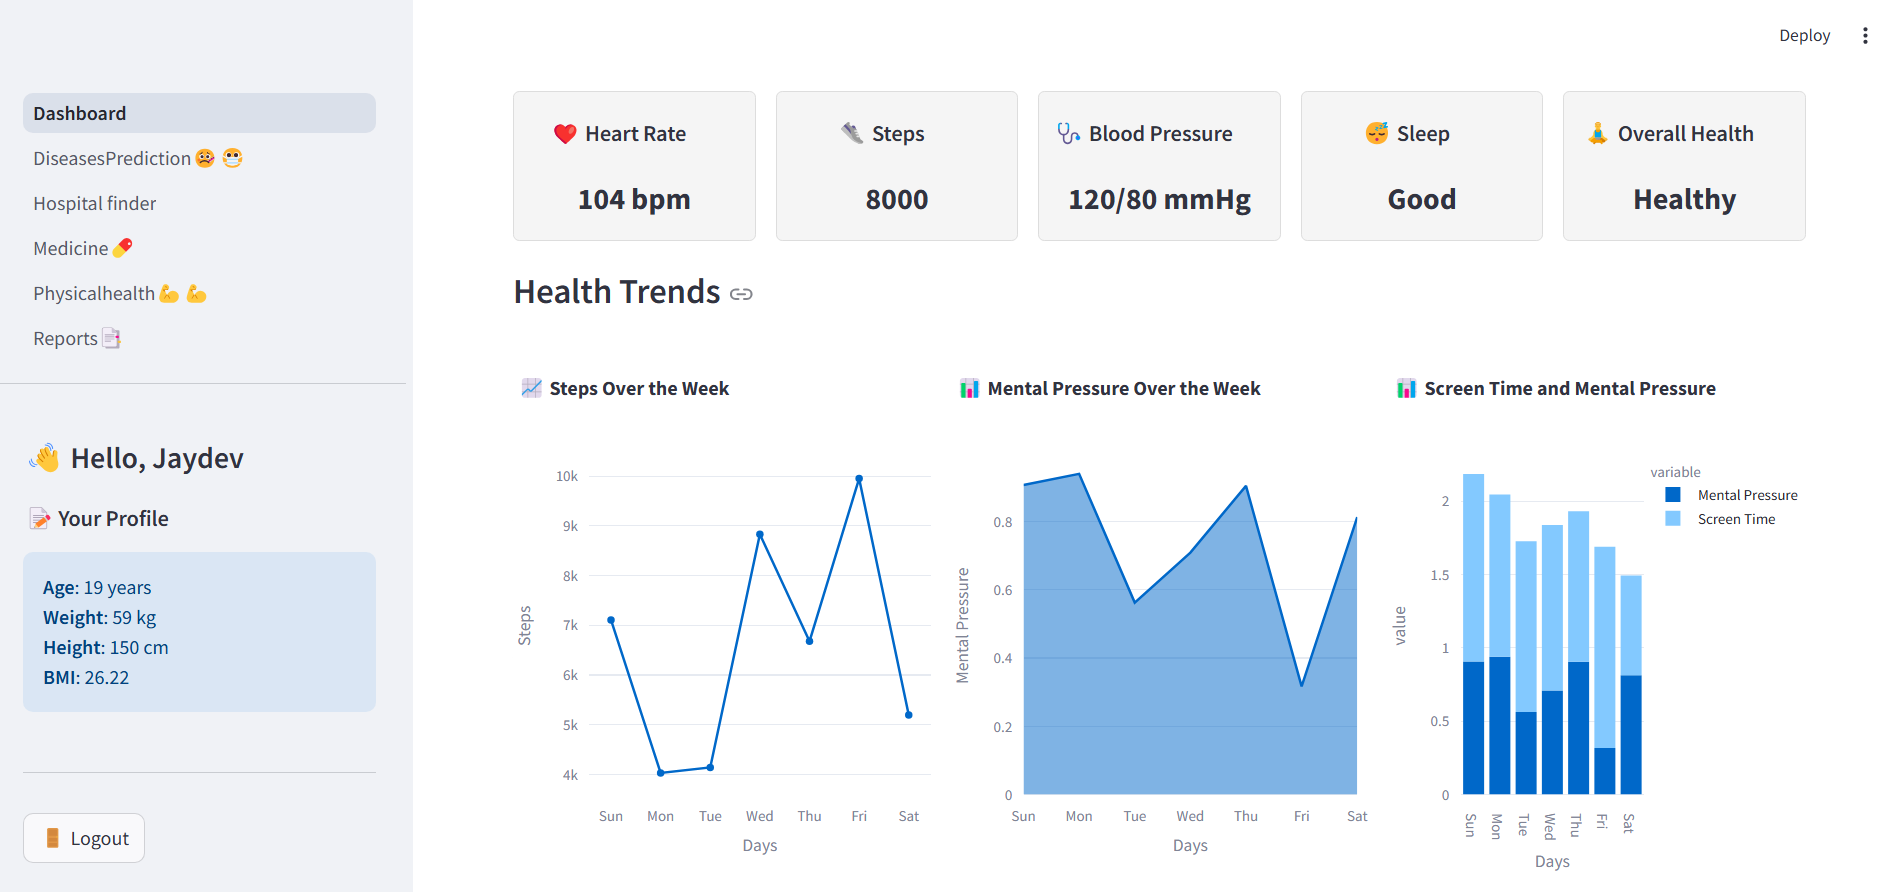 Deploy
Dashboard
DiseasesPrediction
Hospital finder
Medicine
Physicalhealth
Reports
Hello, Jaydev
Your Profile
Age: 19 years
Weight: 59 kg
Height: 150 cm
BMI: 26.22
Logout
Heart Rate
104 bpm
Steps
8000
Blood Pressure
120/80 mmHg
Sleep
Good
Overall Health
Healthy
Health Trends
Steps Over the Week
Steps
10k
9k
8k
7k
6k
5k
4k
Sun Mon Tue Wed Thu Fri Sat
Days
Mental Pressure Over the Week
Mental Pressure
0.8
0.6
0.4
0.2
0
Sun Mon Tue Wed Thu Fri Sat
Days
Screen Time and Mental Pressure
value
2
1.5
1
0.5
0
Sun Mon Tue Wed Thu Fri Sat
Days
variable
Mental Pressure
Screen Time